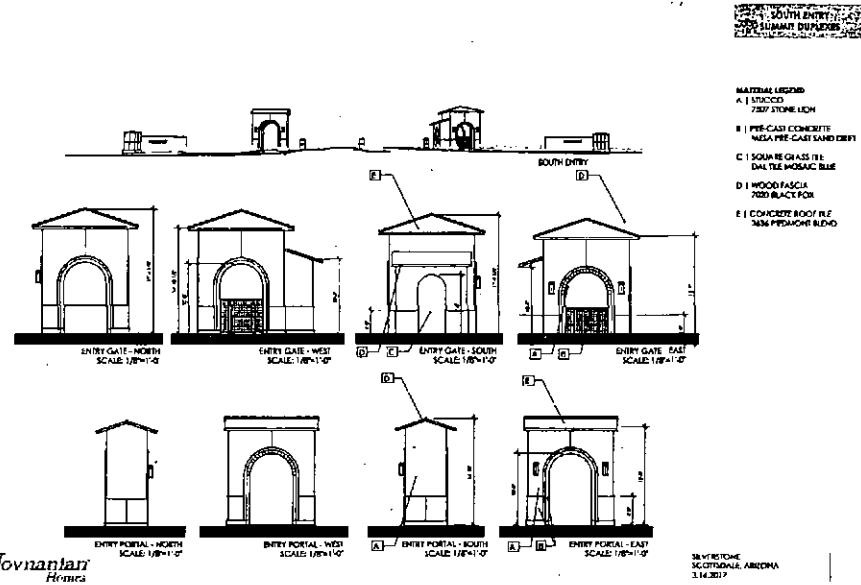 SOUTH ENTRY
SUMMIT DUPLEXES
MATERIAL LEGEND
A | STUCCO
7507 STONE LION
B | PRE-CAST CONCRETE
MESA PRE-CAST SAND DRIFT
C | SQUARE GLASS TILE
DAL TILE MOSAIC BLUE
D | WOOD FASCIA
7020 BLACK FOX
E | CONCRETE ROOF TILE
3636 PIEDMONT BLEND
SOUTH ENTRY
E
D
ENTRY GATE - NORTH
SCALE: 1/8"=1'-0"
ENTRY GATE - WEST
SCALE: 1/8"=1'-0"
D
C
ENTRY GATE - SOUTH
SCALE: 1/8"=1'-0"
A
B
ENTRY GATE EAST
SCALE: 1/8"=1'-0"
D
E
ENTRY PORTAL - NORTH
SCALE: 1/8"=1'-0"
ENTRY PORTAL - WEST
SCALE: 1/8"=1'-0"
A
ENTRY PORTAL - SOUTH
SCALE: 1/8"=1'-0"
A
B
ENTRY PORTAL - EAST
SCALE: 1/8"=1'-0"
Hovnanian
Homes
SILVERSTONE
SCOTTSDALE, ARIZONA
3.14.2017